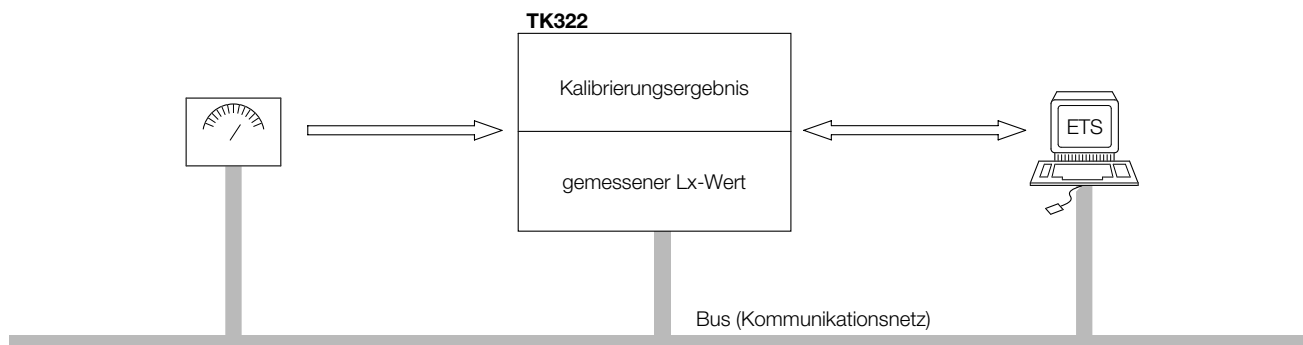 TK322
Kalibrierungsergebnis
gemessener Lx-Wert
ETS
Bus (Kommunikationsnetz)